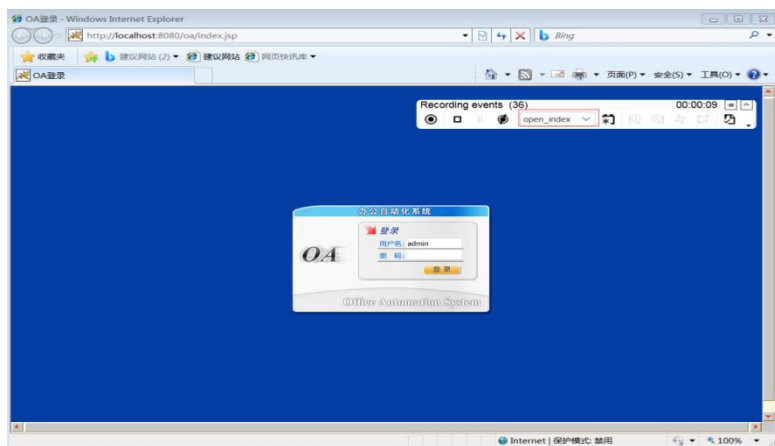 OA登录 - Windows Internet Explorer
http://localhost:8080/oa/index.jsp
Bing
收藏夹
建议网站 (2)
建议网站
网页快讯库
OA登录
页面(P)
安全(S)
工具(O)
Recording events (36)
00:00:09
open_index
办公自动化系统
登录
用户名: admin
密 码:
登 录
OA
Office Automation System
Internet | 保护模式: 禁用
100%